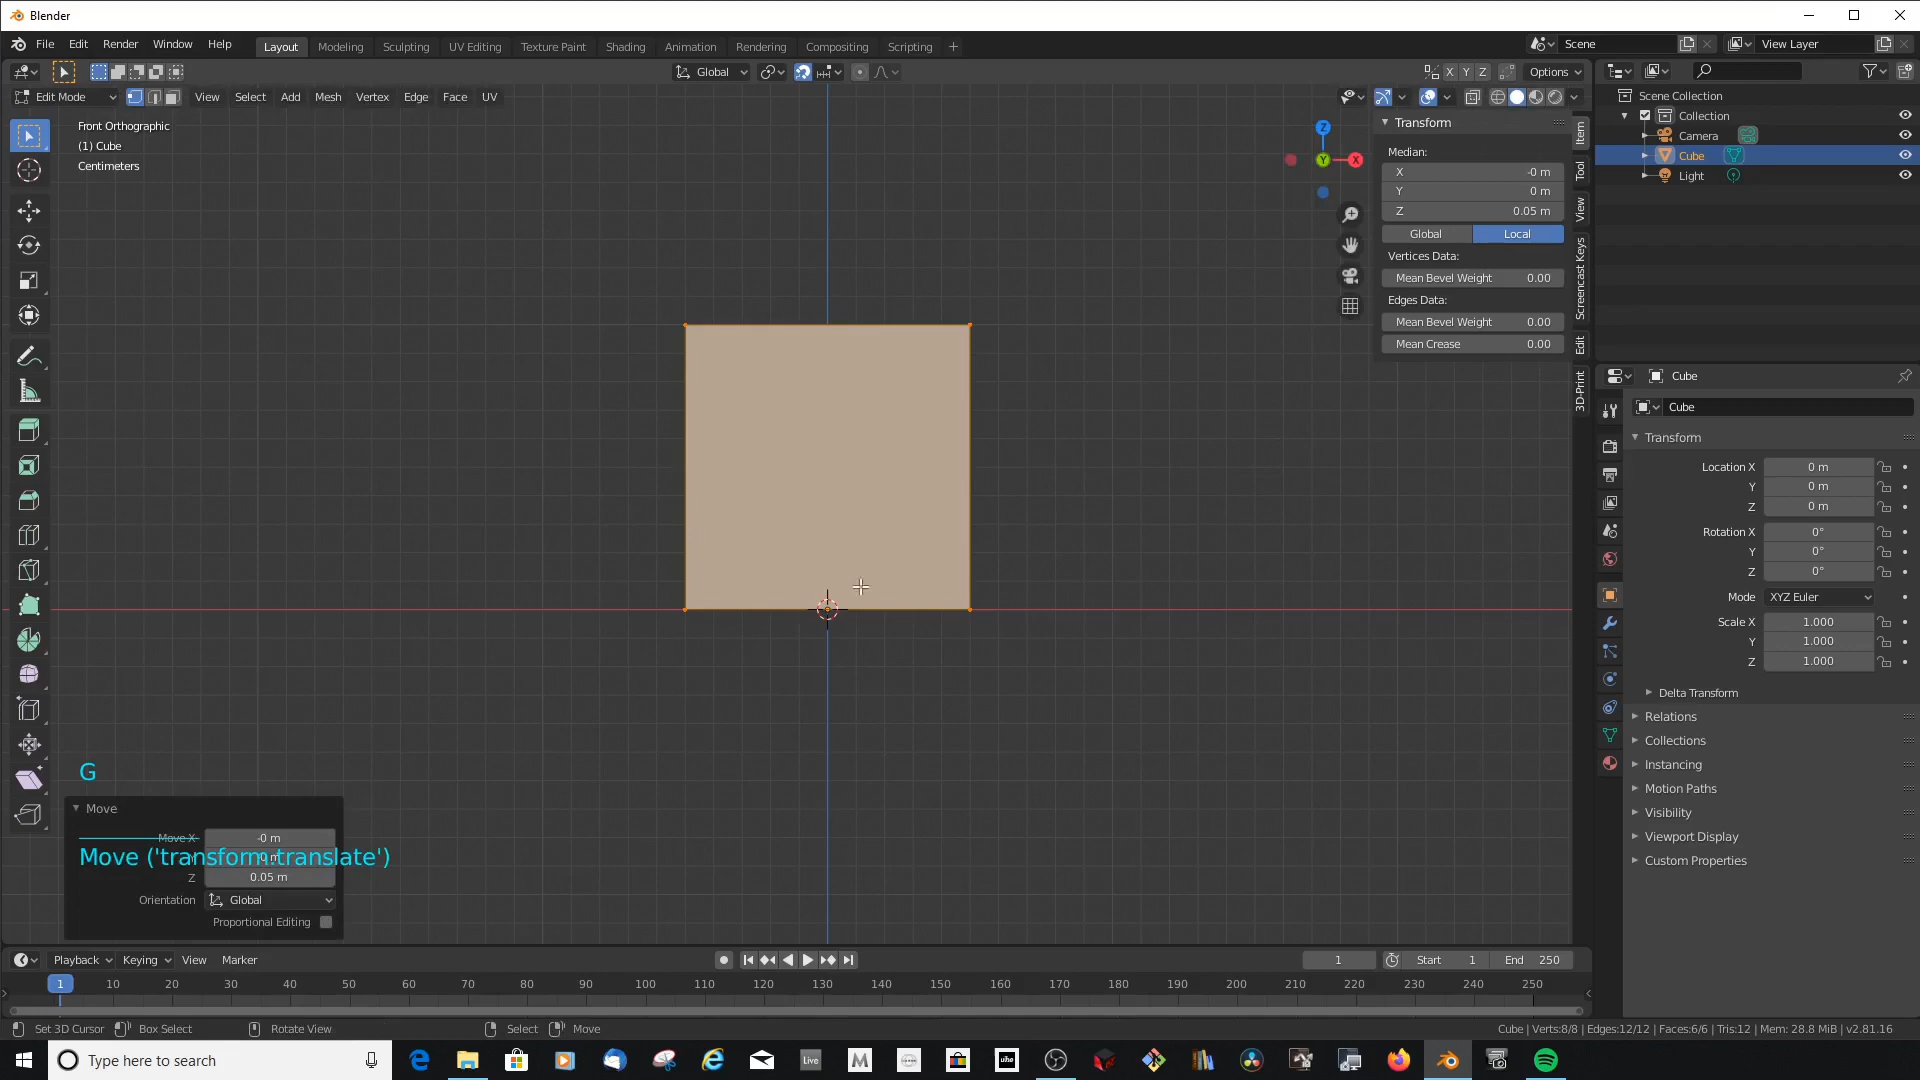 Blender
File Edit Render Window Help
Layout Modeling Sculpting UV Editing Texture Paint Shading Animation Rendering Compositing Scripting +
Scene
View Layer
Global
X Y Z Options
Edit Mode View Select Add Mesh Vertex Edge Face UV
Front Orthographic
(1) Cube
Centimeters
Z
Y
X
Transform
Median:
X -0 m
Y 0 m
Z 0.05 m
Global Local
Vertices Data:
Mean Bevel Weight 0.00
Edges Data:
Mean Bevel Weight 0.00
Mean Crease 0.00
Item
Tool
View
Screencast Keys
Edit
3D-Print
Scene Collection
Collection
Camera
Cube
Light
Cube
Cube
Transform
Location X 0 m
Y 0 m
Z 0 m
Rotation X 0°
Y 0°
Z 0°
Mode XYZ Euler
Scale X 1.000
Y 1.000
Z 1.000
Delta Transform
Relations
Collections
Instancing
Motion Paths
Visibility
Viewport Display
Custom Properties
G
Move
Move X -0 m
Move ('transform.translate')
Z 0.05 m
Orientation Global
Proportional Editing
Playback Keying View Marker
1 Start 1 End 250
1 10 20 30 40 50 60 70 80 90 100 110 120 130 140 150 160 170 180 190 200 210 220 230 240 250
Set 3D Cursor Box Select Rotate View Select Move
Cube | Verts:8/8 | Edges:12/12 | Faces:6/6 | Tris:12 | Mem: 28.8 MiB | v2.81.16
Type here to search
Live
M
uhe